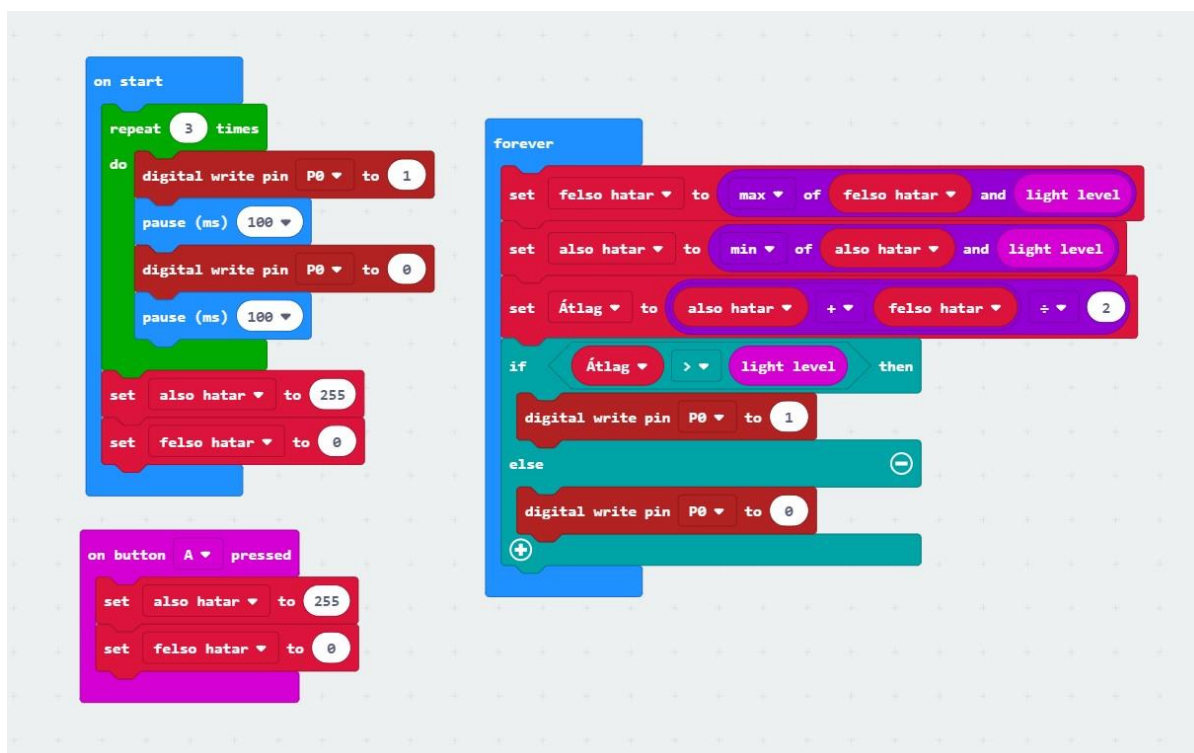 on start
repeat 3 times
do
digital write pin P0 to 1
pause (ms) 100
digital write pin P0 to 0
pause (ms) 100
set also hatar to 255
set felso hatar to 0
on button A pressed
set also hatar to 255
set felso hatar to 0
forever
set felso hatar to max of felso hatar and light level
set also hatar to min of also hatar and light level
set Átlag to also hatar + felso hatar ÷ 2
if Átlag > light level then
digital write pin P0 to 1
else
digital write pin P0 to 0